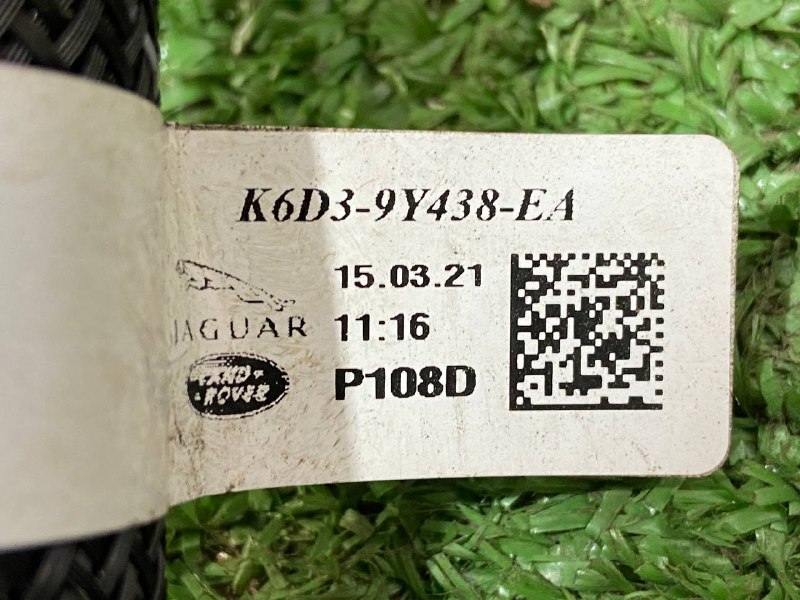 K6D3-9Y438-EA
15.03.21
JAGUAR
11:16
LAND-
ROVER
P108D